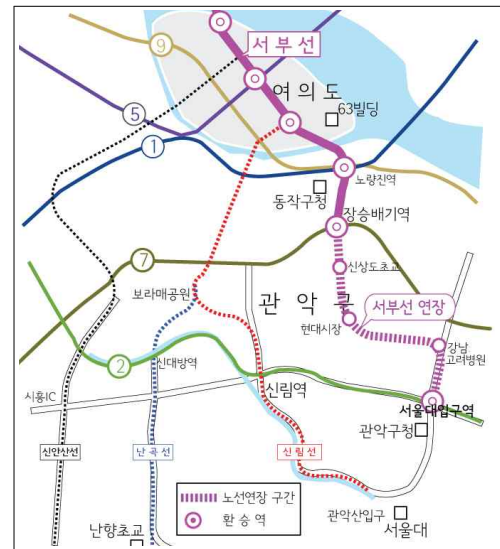 서부선
9
여의도
63빌딩
5
1
노량진역
동작구청
장승배기역
7
신상도초교
보라매공원
관악구
서부선 연장
현대시장
강남
고려병원
2
신대방역
시흥IC
신림역
서울대입구역
관악구청
신안산선
난곡선
신림선
노선연장 구간
환승역
관악산입구
서울대
난향초교